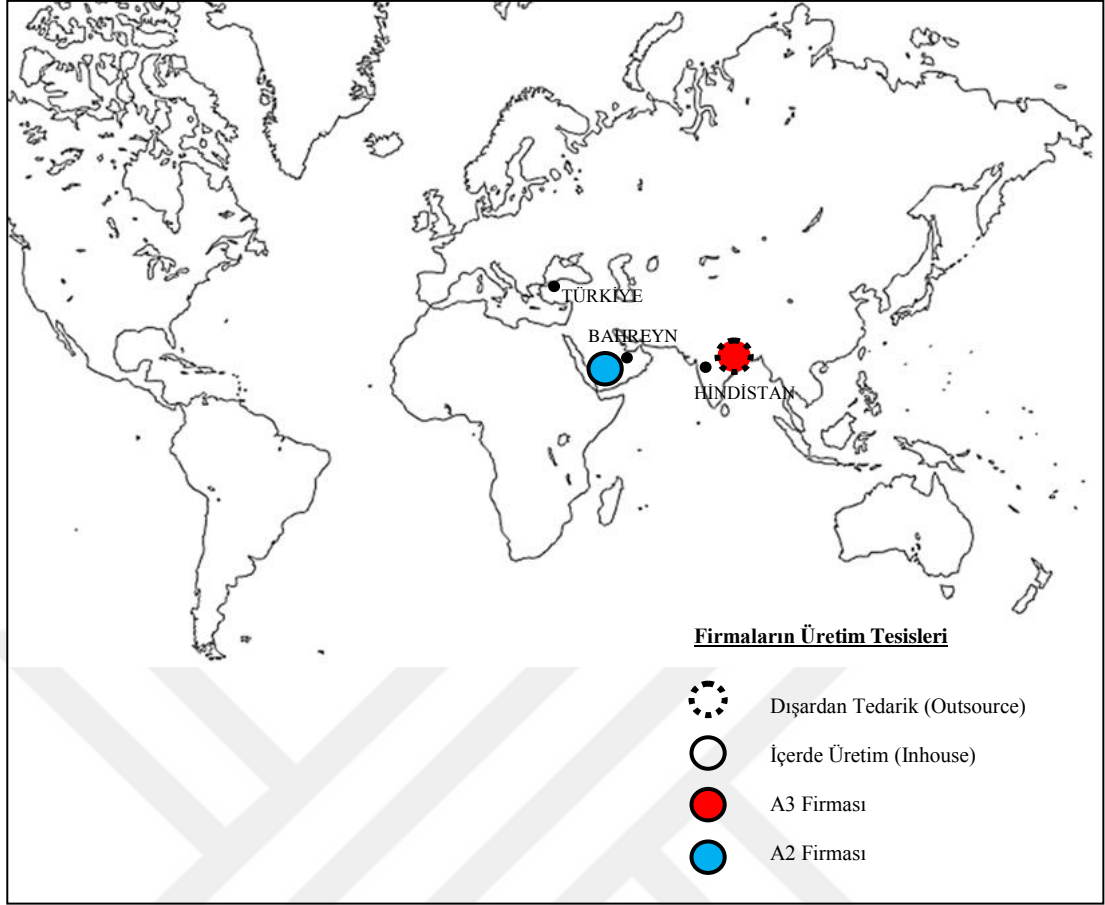 TÜRKİYE
BAHREYN
HİNDİSTAN
Firmaların Üretim Tesisleri
Dışardan Tedarik (Outsource)
İçerde Üretim (Inhouse)
A3 Firması
A2 Firması